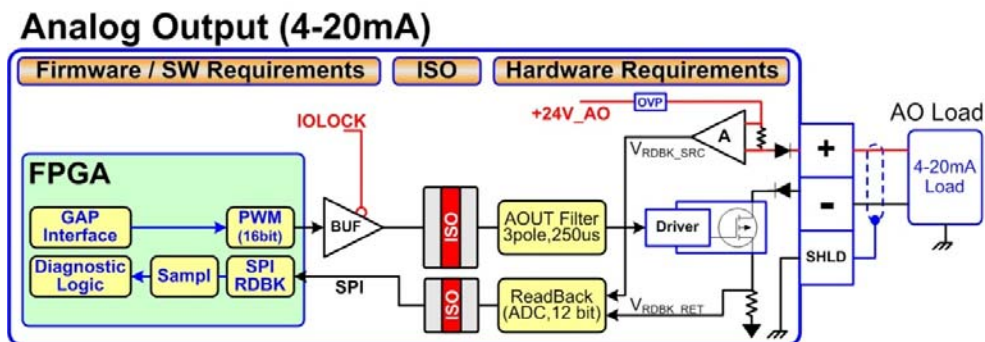 Analog Output (4-20mA)
Firmware / SW Requirements
ISO
Hardware Requirements
+24V_AO
OVP
IOLOCK
A
VRDBK_SRC
+
AO Load
FPGA
GAP
Interface
PWM
(16bit)
BUF
ISO
AOUT Filter
3pole,250us
Driver
-
4-20mA
Load
Diagnostic
Logic
Sampl
SPI
RDBK
SPI
ISO
ReadBack
(ADC,12 bit)
VRDBK_RET
SHLD